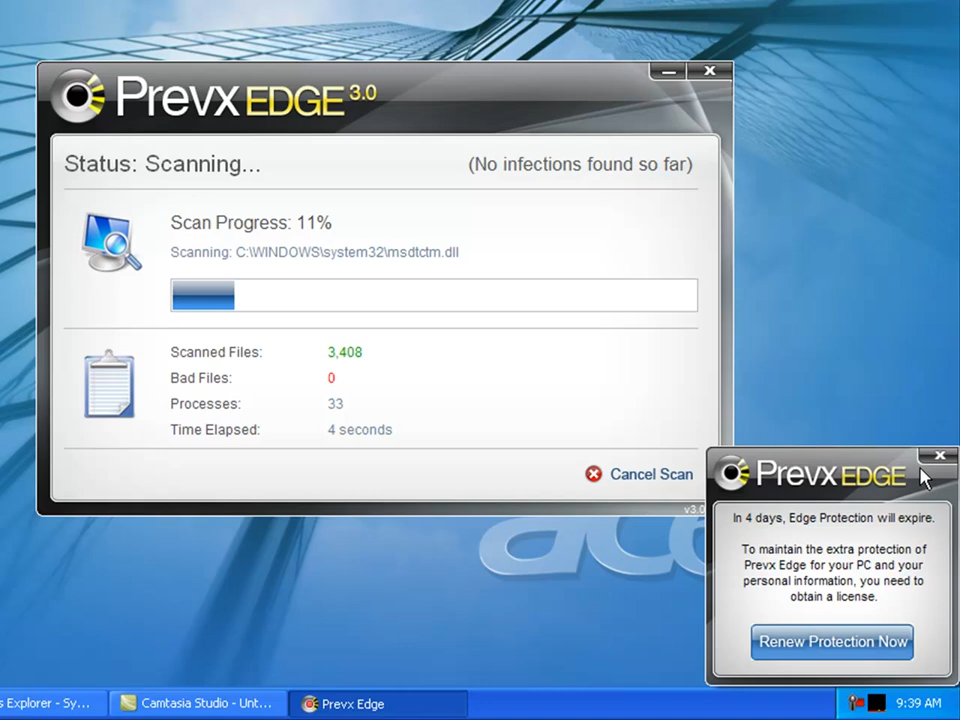 Prevx EDGE 3.0
Status: Scanning...
(No infections found so far)
Scan Progress: 11%
Scanning: C:\WINDOWS\system32\msdtctm.dll
Scanned Files: 3,408
Bad Files: 0
Processes: 33
Time Elapsed: 4 seconds
Cancel Scan
v3.0
acer
Prevx EDGE
In 4 days, Edge Protection will expire.
To maintain the extra protection of
Prevx Edge for your PC and your
personal information, you need to
obtain a license.
Renew Protection Now
s Explorer - Sy...
Camtasia Studio - Unt...
Prevx Edge
9:39 AM